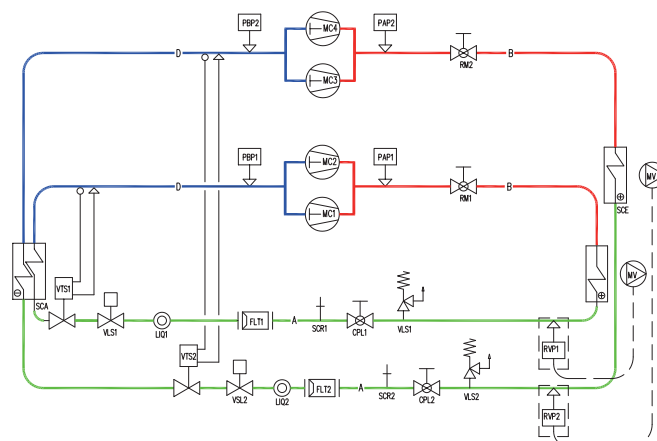 PBP2
MC4
PAP2
D
RM2
B
MC3
PBP1
MC2
PAP1
D
RM1
B
MC1
MV
SCE
MV
VTS1
SCA
VLS1
LIQ1
FLT1
A
SCR1
CPL1
VLS1
RVP1
VTS2
VSL2
LIQ2
FLT2
A
SCR2
CPL2
VLS2
RVP2